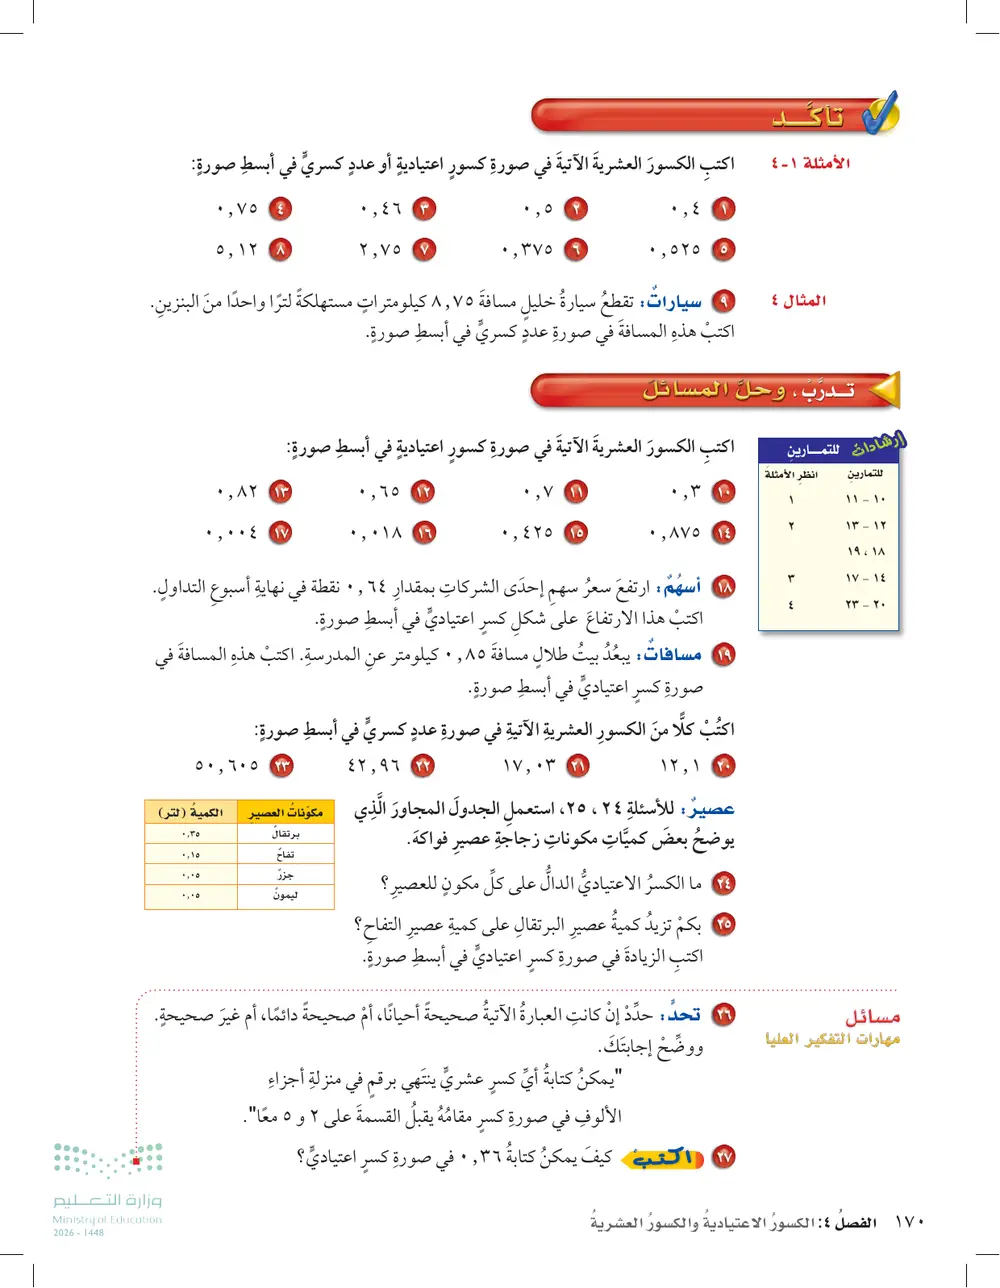 تأكَّــد
الأمثلة ١-٤
اكتبِ الكسورَ العشريةَ الآتيةَ في صورةِ كسورٍ اعتياديةٍ أو عددٍ كسريٍّ في أبسطِ صورةٍ:
١ ٠,٤ ٢ ٠,٥ ٣ ٠,٤٦ ٤ ٠,٧٥
٥ ٠,٥٢٥ ٦ ٠,٣٧٥ ٧ ٢,٧٥ ٨ ٥,١٢
المثال ٤
٩ سياراتٌ: تقطعُ سيارةُ خليلٍ مسافةَ ٨,٧٥ كيلومتراتٍ مستهلكةً لترًا واحدًا منَ البنزينِ.
اكتبْ هذهِ المسافةَ في صورةِ عددٍ كسريٍّ في أبسطِ صورةٍ.
تـدرَّبْ، وحلَّ المسائلَ
إرشادات للتمـــارينِ
للتمارينِ انظرِ الأمثلةَ
١٠ – ١١ ١
١٢ – ١٣ ٢
١٨ ، ١٩
١٤ – ١٧ ٣
٢٠ – ٢٣ ٤
اكتبِ الكسورَ العشريةَ الآتيةَ في صورةِ كسورٍ اعتياديةٍ في أبسطِ صورةٍ:
١٠ ٠,٣ ١١ ٠,٧ ١٢ ٠,٦٥ ١٣ ٠,٨٢
١٤ ٠,٨٧٥ ١٥ ٠,٤٢٥ ١٦ ٠,٠١٨ ١٧ ٠,٠٠٤
١٨ أسهُمٌ: ارتفعَ سعرُ سهمِ إحدَى الشركاتِ بمقدارِ ٠,٦٤ نقطة في نهايةِ أسبوعِ التداولِ.
اكتبْ هذا الارتفاعَ على شكلِ كسرٍ اعتياديٍّ في أبسطِ صورةٍ.
١٩ مسافاتٌ: يبعُدُ بيتُ طلالٍ مسافةَ ٠,٨٥ كيلومتر عنِ المدرسةِ. اكتبْ هذهِ المسافةَ في
صورةِ كسرٍ اعتياديٍّ في أبسطِ صورةٍ.
اكتُبْ كلًّا منَ الكسورِ العشريةِ الآتيةِ في صورةِ عددٍ كسريٍّ في أبسطِ صورةٍ:
٢٠ ١٢,١ ٢١ ١٧,٠٣ ٢٢ ٤٢,٩٦ ٢٣ ٥٠,٦٠٥
عصيرٌ: للأسئلةِ ٢٤ ، ٢٥، استعملِ الجدولَ المجاورَ الَّذِي
يوضحُ بعضَ كميَّاتِ مكوناتِ زجاجةِ عصيرِ فواكهَ.
مكوِّناتُ العصيرِ الكميةُ (لتر)
برتقالٌ ٠,٣٥
تفاحٌ ٠,١٥
جزرٌ ٠,٠٥
ليمونٌ ٠,٠٥
٢٤ ما الكسرُ الاعتياديُّ الدالُّ على كلِّ مكونٍ للعصيرِ؟
٢٥ بكمْ تزيدُ كميةُ عصيرِ البرتقالِ على كميةِ عصيرِ التفاحِ؟
اكتبِ الزيادةَ في صورةِ كسرٍ اعتياديٍّ في أبسطِ صورةٍ.
مسائل
مهارات التفكير العليا
٢٦ تحدٍّ: حدِّدْ إنْ كانتِ العبارةُ الآتيةُ صحيحةً أحيانًا، أمْ صحيحةً دائمًا، أم غيرَ صحيحةٍ.
ووضِّحْ إجابتَكَ.
"يمكنُ كتابةُ أيِّ كسرٍ عشريٍّ ينتَهي برقمٍ في منزلةِ أجزاءِ
الألوفِ في صورةِ كسرٍ مقامُهُ يقبلُ القسمةَ على ٢ و ٥ معًا".
٢٧ اكتب كيفَ يمكنُ كتابةُ ٠,٣٦ في صورةِ كسرٍ اعتياديٍّ؟
وزارة التعـــليم
Ministry of Education
2026 - 1448
١٧٠ الفصلُ ٤: الكسورُ الاعتياديةُ والكسورُ العشريةُ